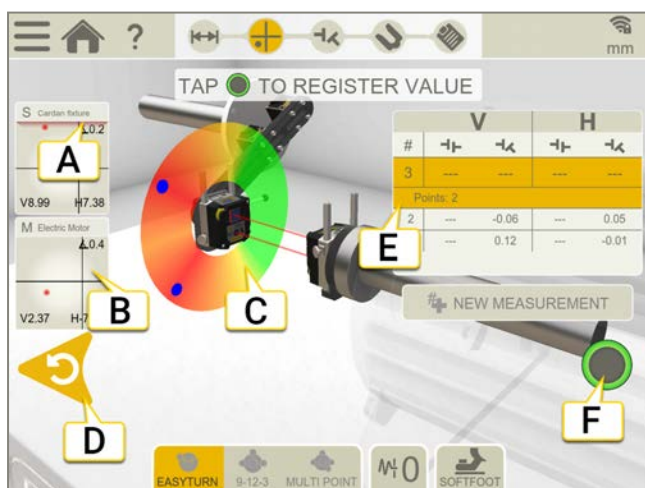 ?
mm
TAP TO REGISTER VALUE
S Cardan fixture
0.2
A
V8.99 H7.38
M Electric Motor
0.4
B
V2.37 H-7
C
D
V H
#
3 --- --- --- ---
Points: 2
2 --- -0.06 --- 0.05
--- 0.12 --- -0.01
E
NEW MEASUREMENT
F
EASYTURN 9-12-3 MULTI POINT
0
SOFTFOOT